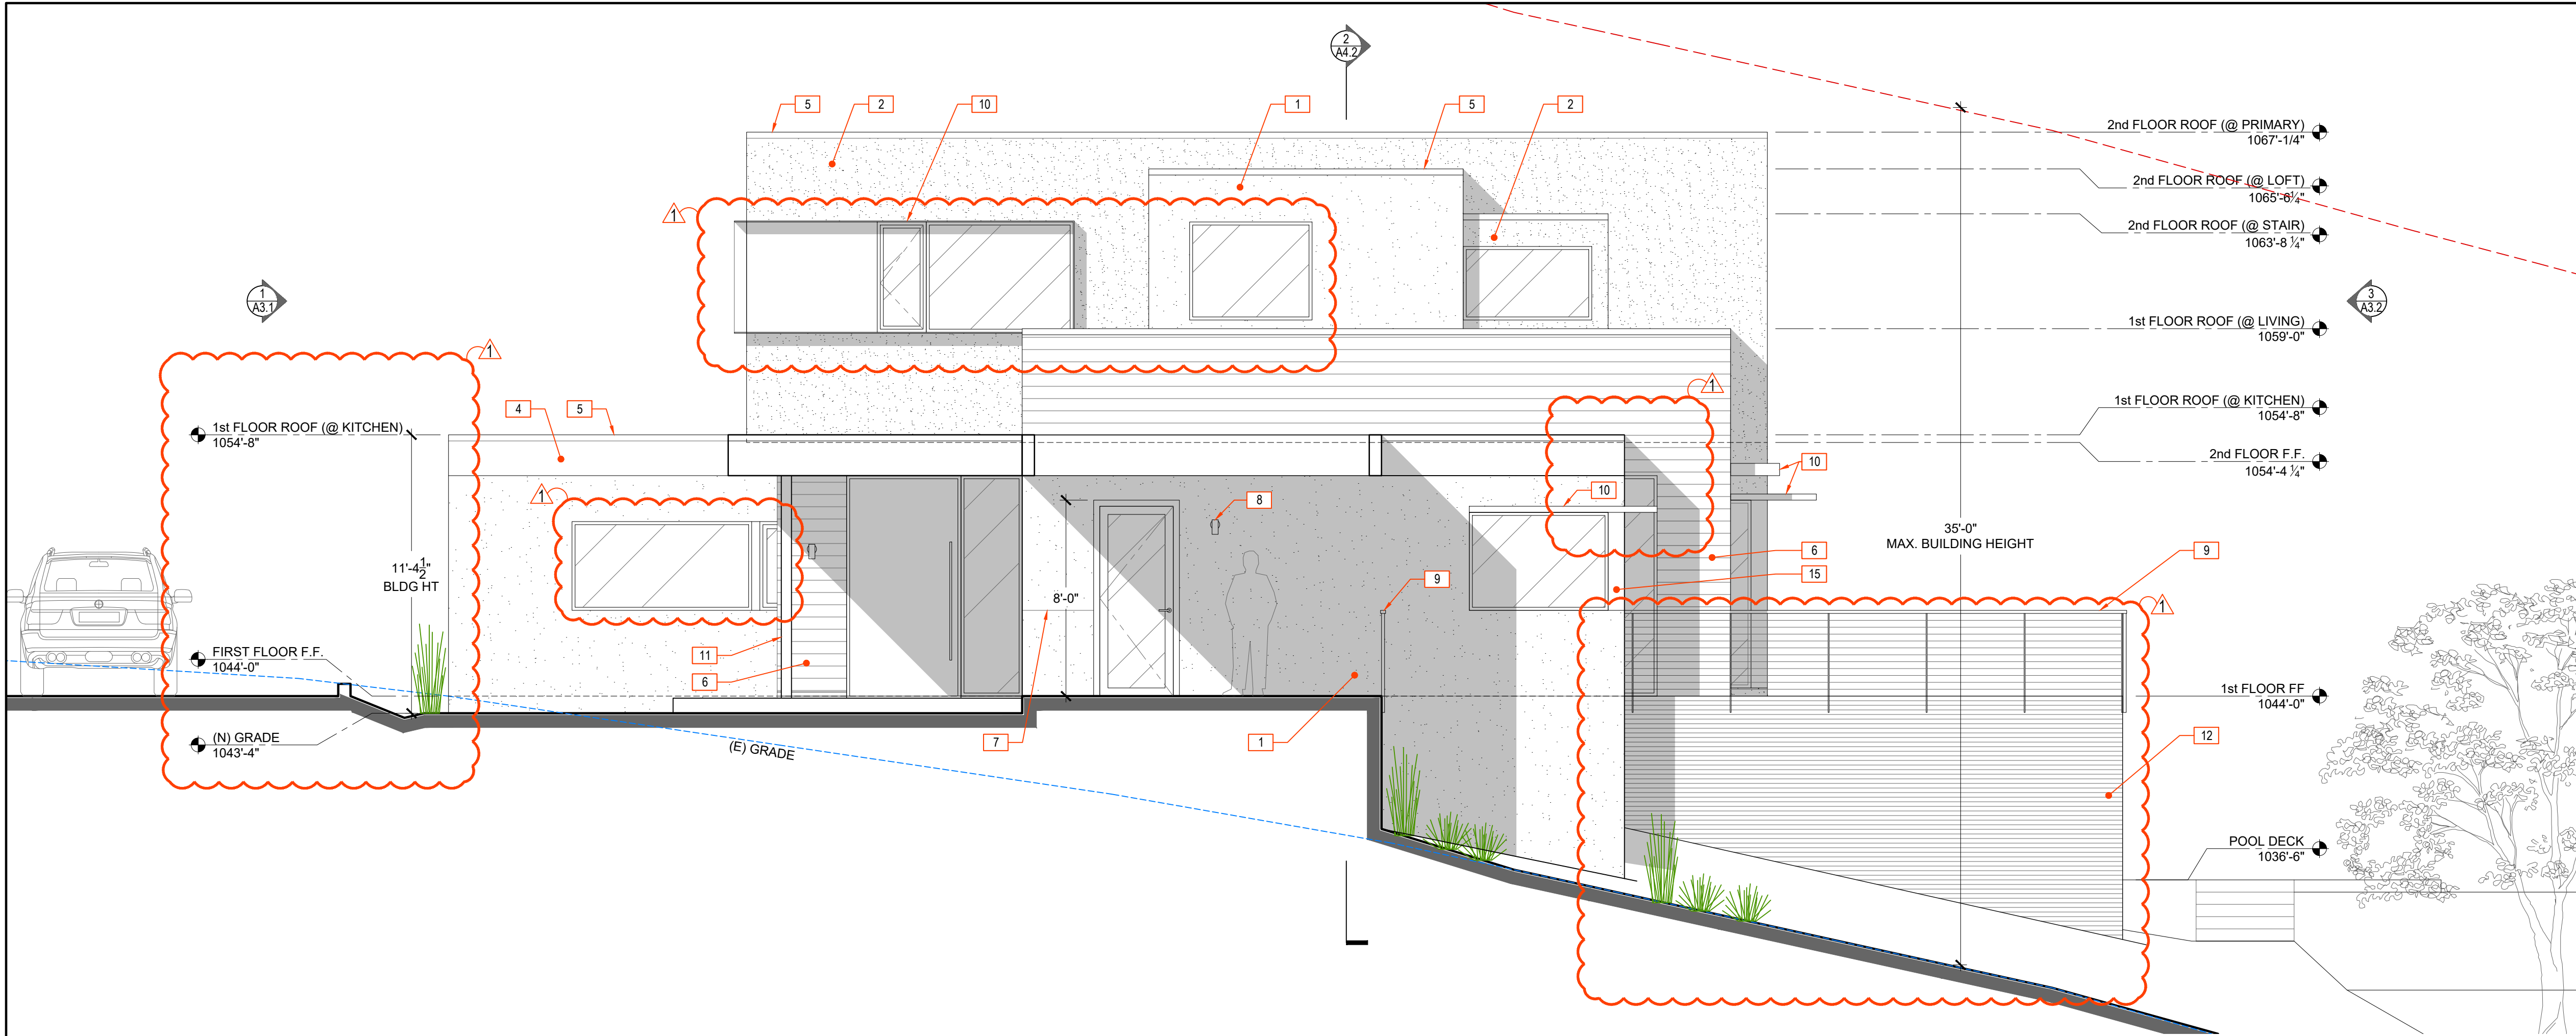 2
A4.2
5
2
10
1
5
2
2nd FLOOR ROOF (@ PRIMARY)
1067'-1/4"
2nd FLOOR ROOF (@ LOFT)
1065'-6¼"
1
2nd FLOOR ROOF (@ STAIR)
1063'-8 ¼"
1
A3.1
3
A3.2
1st FLOOR ROOF (@ LIVING)
1059'-0"
1
1
4
5
1st FLOOR ROOF (@ KITCHEN)
1054'-8"
1st FLOOR ROOF (@ KITCHEN)
1054'-8"
2nd FLOOR F.F.
1054'-4 ¼"
10
1
8
10
35'-0"
MAX. BUILDING HEIGHT
11'-4½"
BLDG HT
6
9
9
15
8'-0"
1
FIRST FLOOR F.F.
1044'-0"
11
6
1st FLOOR FF
1044'-0"
(N) GRADE
1043'-4"
(E) GRADE
7
1
12
POOL DECK
1036'-6"